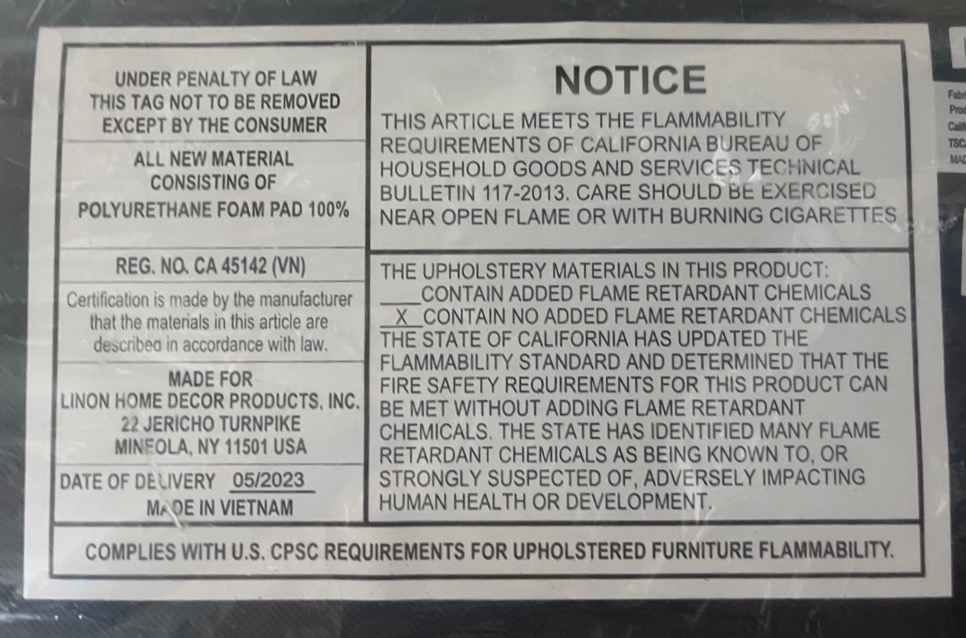 UNDER PENALTY OF LAW
THIS TAG NOT TO BE REMOVED
EXCEPT BY THE CONSUMER
ALL NEW MATERIAL
CONSISTING OF
POLYURETHANE FOAM PAD 100%
REG. NO. CA 45142 (VN)
Certification is made by the manufacturer
that the materials in this article are
described in accordance with law.
MADE FOR
LINON HOME DECOR PRODUCTS, INC.
22 JERICHO TURNPIKE
MINEOLA, NY 11501 USA
DATE OF DELIVERY 05/2023
MADE IN VIETNAM
NOTICE
THIS ARTICLE MEETS THE FLAMMABILITY
REQUIREMENTS OF CALIFORNIA BUREAU OF
HOUSEHOLD GOODS AND SERVICES TECHNICAL
BULLETIN 117-2013. CARE SHOULD BE EXERCISED
NEAR OPEN FLAME OR WITH BURNING CIGARETTES
THE UPHOLSTERY MATERIALS IN THIS PRODUCT:
___CONTAIN ADDED FLAME RETARDANT CHEMICALS
_X_CONTAIN NO ADDED FLAME RETARDANT CHEMICALS
THE STATE OF CALIFORNIA HAS UPDATED THE
FLAMMABILITY STANDARD AND DETERMINED THAT THE
FIRE SAFETY REQUIREMENTS FOR THIS PRODUCT CAN
BE MET WITHOUT ADDING FLAME RETARDANT
CHEMICALS. THE STATE HAS IDENTIFIED MANY FLAME
RETARDANT CHEMICALS AS BEING KNOWN TO, OR
STRONGLY SUSPECTED OF, ADVERSELY IMPACTING
HUMAN HEALTH OR DEVELOPMENT.
COMPLIES WITH U.S. CPSC REQUIREMENTS FOR UPHOLSTERED FURNITURE FLAMMABILITY.